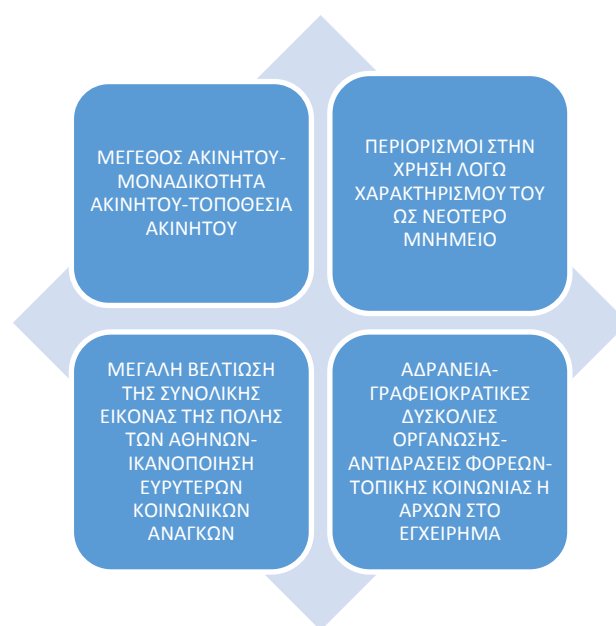 ΜΕΓΕΘΟΣ ΑΚΙΝΗΤΟΥ-
ΜΟΝΑΔΙΚΟΤΗΤΑ
ΑΚΙΝΗΤΟΥ-ΤΟΠΟΘΕΣΙΑ
ΑΚΙΝΗΤΟΥ
ΠΕΡΙΟΡΙΣΜΟΙ ΣΤΗΝ
ΧΡΗΣΗ ΛΟΓΩ
ΧΑΡΑΚΤΗΡΙΣΜΟΥ ΤΟΥ
ΩΣ ΝΕΟΤΕΡΟ
ΜΝΗΜΕΙΟ
ΜΕΓΑΛΗ ΒΕΛΤΙΩΣΗ
ΤΗΣ ΣΥΝΟΛΙΚΗΣ
ΕΙΚΟΝΑΣ ΤΗΣ ΠΟΛΗΣ
ΤΩΝ ΑΘΗΝΩΝ-
ΙΚΑΝΟΠΟΙΗΣΗ
ΕΥΡΥΤΕΡΩΝ
ΚΟΙΝΩΝΙΚΩΝ
ΑΝΑΓΚΩΝ
ΑΔΡΑΝΕΙΑ-
ΓΡΑΦΕΙΟΚΡΑΤΙΚΕΣ
ΔΥΣΚΟΛΙΕΣ
ΟΡΓΑΝΩΣΗΣ-
ΑΝΤΙΔΡΑΣΕΙΣ ΦΟΡΕΩΝ-
ΤΟΠΙΚΗΣ ΚΟΙΝΩΝΙΑΣ Η
ΑΡΧΩΝ ΣΤΟ
ΕΓΧΕΙΡΗΜΑ